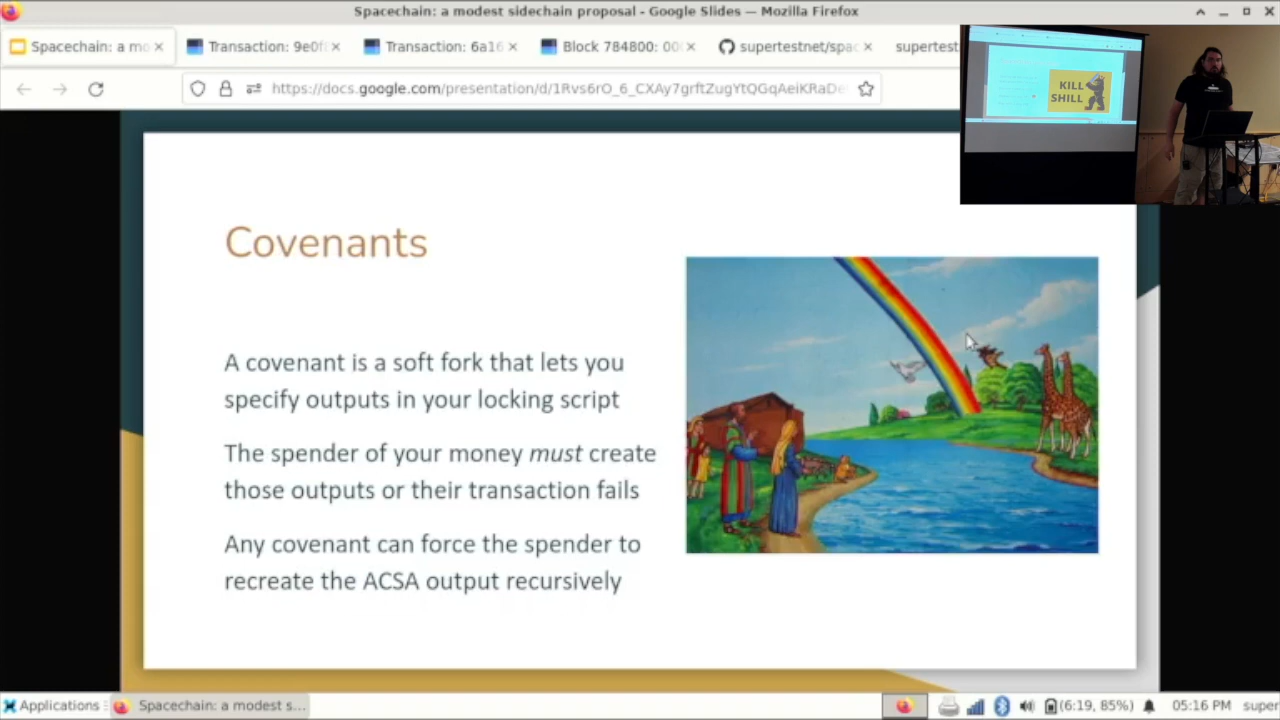 Spacechain: a modest sidechain proposal - Google Slides — Mozilla Firefox
Spacechain: a mo
Transaction: 9e0f
Transaction: 6a16
Block 784800: 00
supertestnet/spac
supertest
https://docs.google.com/presentation/d/1Rvs6rO_6_CXAy7grftZugYtQGqAeiKRaDe
KILL
SHILL
Covenants
A covenant is a soft fork that lets you
specify outputs in your locking script
The spender of your money must create
those outputs or their transaction fails
Any covenant can force the spender to
recreate the ACSA output recursively
Applications
Spacechain: a modest s...
(6:19, 85%)
05:16 PM
super